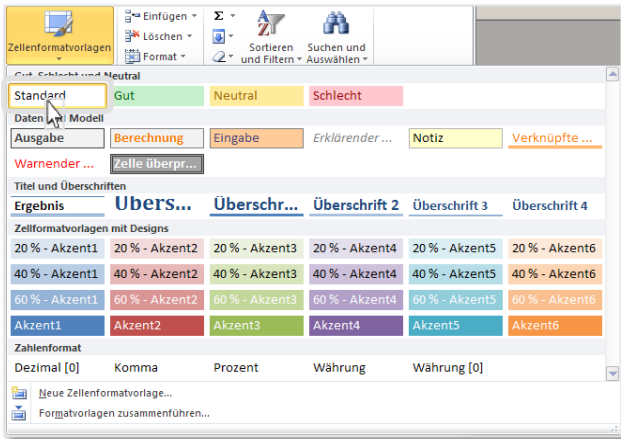 Zellenformatvorlagen
Einfügen
Löschen
Format
Σ
Sortieren und Filtern
Suchen und Auswählen
Gut, Schlecht und Neutral
Standard Gut Neutral Schlecht
Daten und Modell
Ausgabe Berechnung Eingabe Erklärender ... Notiz Verknüpfte ...
Warnender ... Zelle überpr...
Titel und Überschriften
Ergebnis Übers... Überschr... Überschrift 2 Überschrift 3 Überschrift 4
Zellformatvorlagen mit Designs
20 % - Akzent1 20 % - Akzent2 20 % - Akzent3 20 % - Akzent4 20 % - Akzent5 20 % - Akzent6
40 % - Akzent1 40 % - Akzent2 40 % - Akzent3 40 % - Akzent4 40 % - Akzent5 40 % - Akzent6
60 % - Akzent1 60 % - Akzent2 60 % - Akzent3 60 % - Akzent4 60 % - Akzent5 60 % - Akzent6
Akzent1 Akzent2 Akzent3 Akzent4 Akzent5 Akzent6
Zahlenformat
Dezimal [0] Komma Prozent Währung Währung [0]
Neue Zellenformatvorlage...
Formatvorlagen zusammenführen...